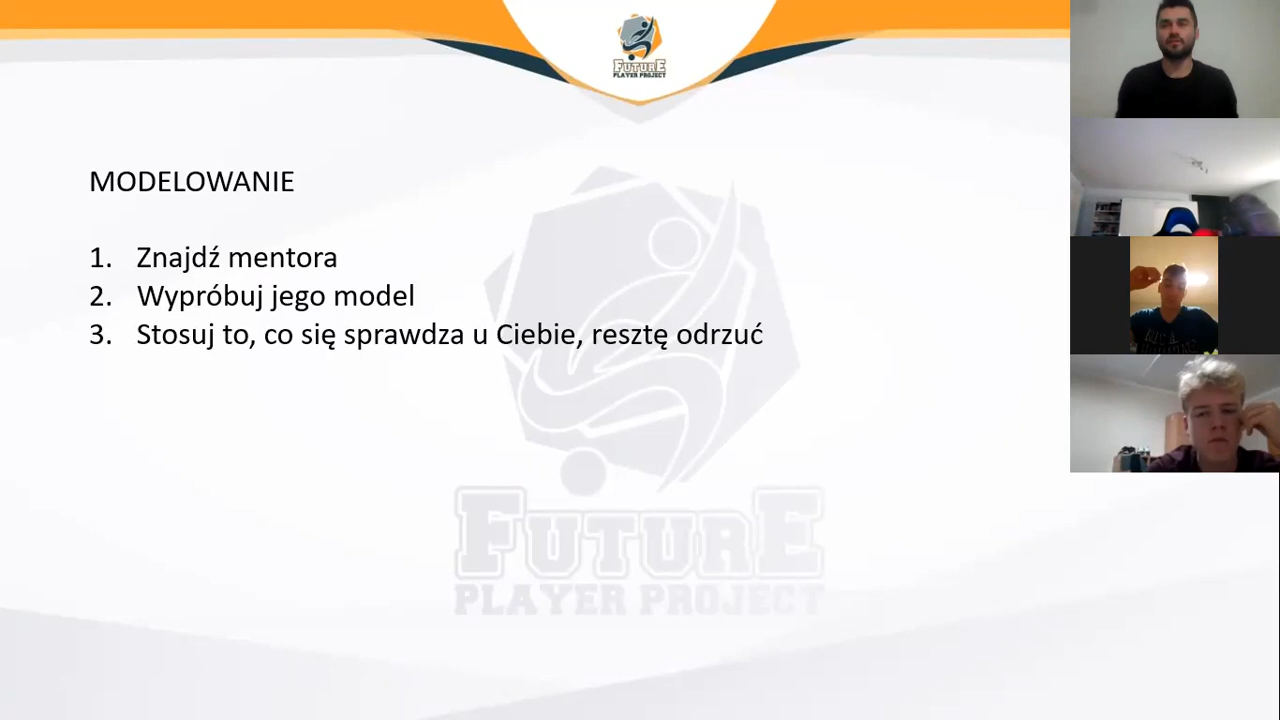 FUTURE
PLAYER PROJECT
MODELOWANIE
1. Znajdź mentora
2. Wypróbuj jego model
3. Stosuj to, co się sprawdza u Ciebie, resztę odrzuć
FUTURE
PLAYER PROJECT